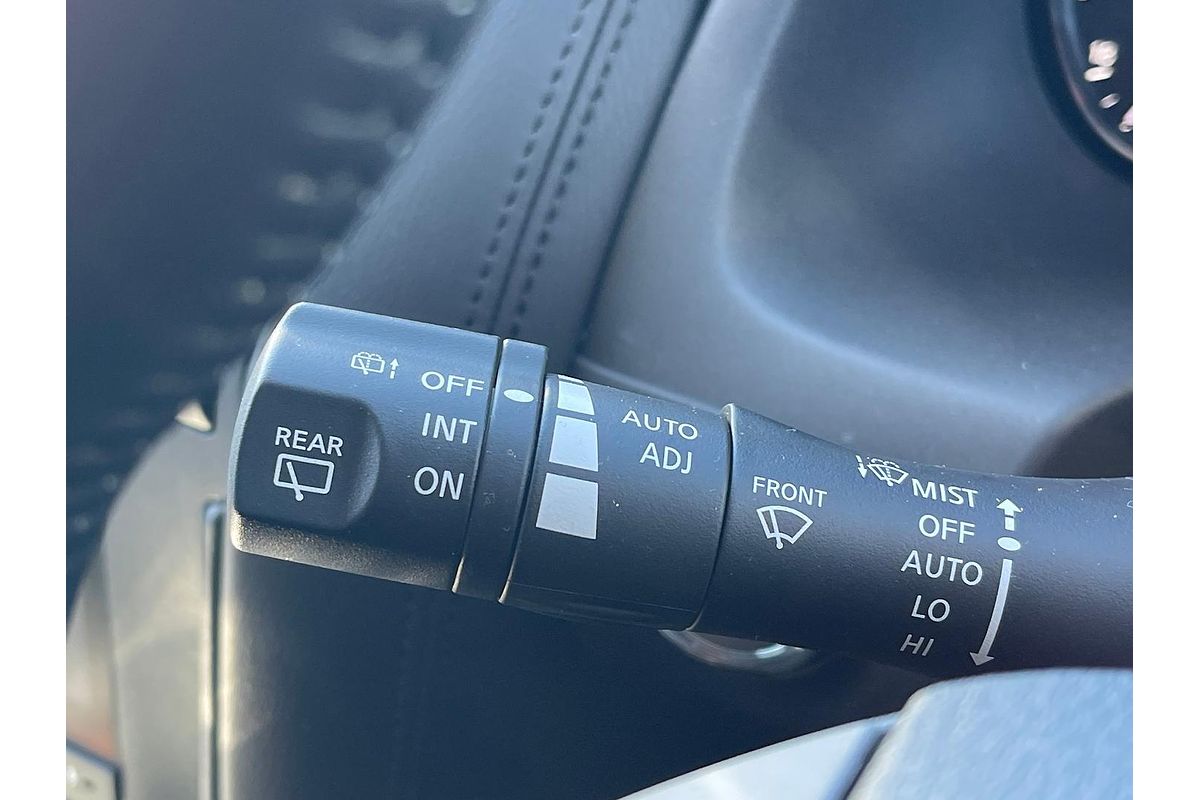 REAR
OFF
INT
ON
AUTO
ADJ
FRONT
MIST
OFF
AUTO
LO
HI